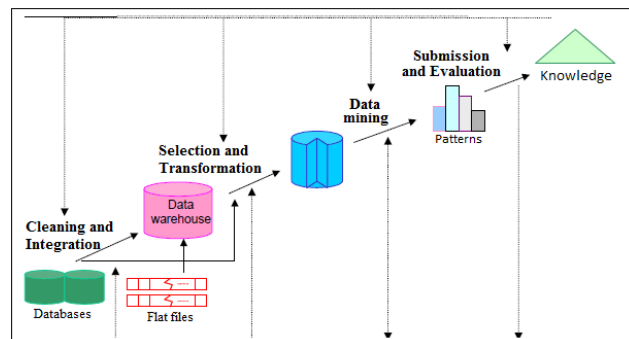 Submission
and Evaluation
Knowledge
Data
mining
Patterns
Selection and
Transformation
Data
warehouse
Cleaning and
Integration
Databases
Flat files